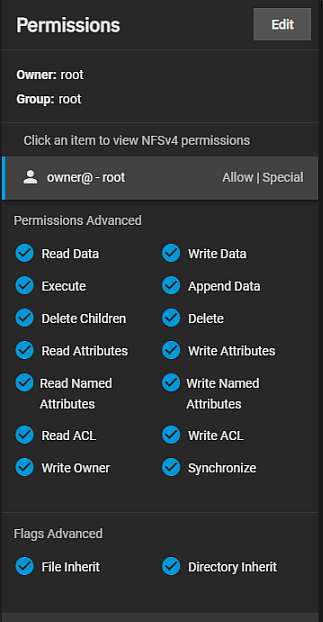 Permissions
Edit
Owner: root
Group: root
Click an item to view NFSv4 permissions
owner@ - root
Allow | Special
Permissions Advanced
Read Data
Write Data
Execute
Append Data
Delete Children
Delete
Read Attributes
Write Attributes
Read Named
Attributes
Write Named
Attributes
Read ACL
Write ACL
Write Owner
Synchronize
Flags Advanced
File Inherit
Directory Inherit